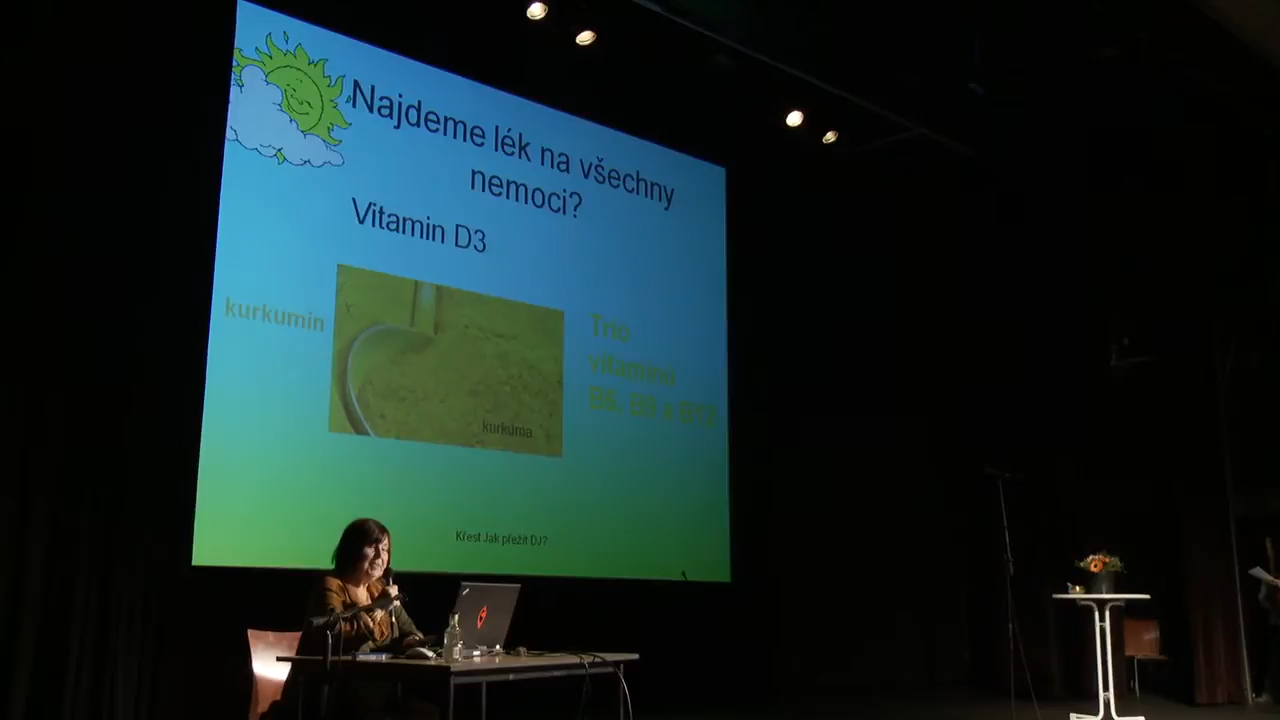 Najdeme lék na všechny
nemoci?
Vitamin D3
kurkumin
Trio
vitamínů
B6, B9 a B12
kurkuma
Křest Jak přežít DJ?